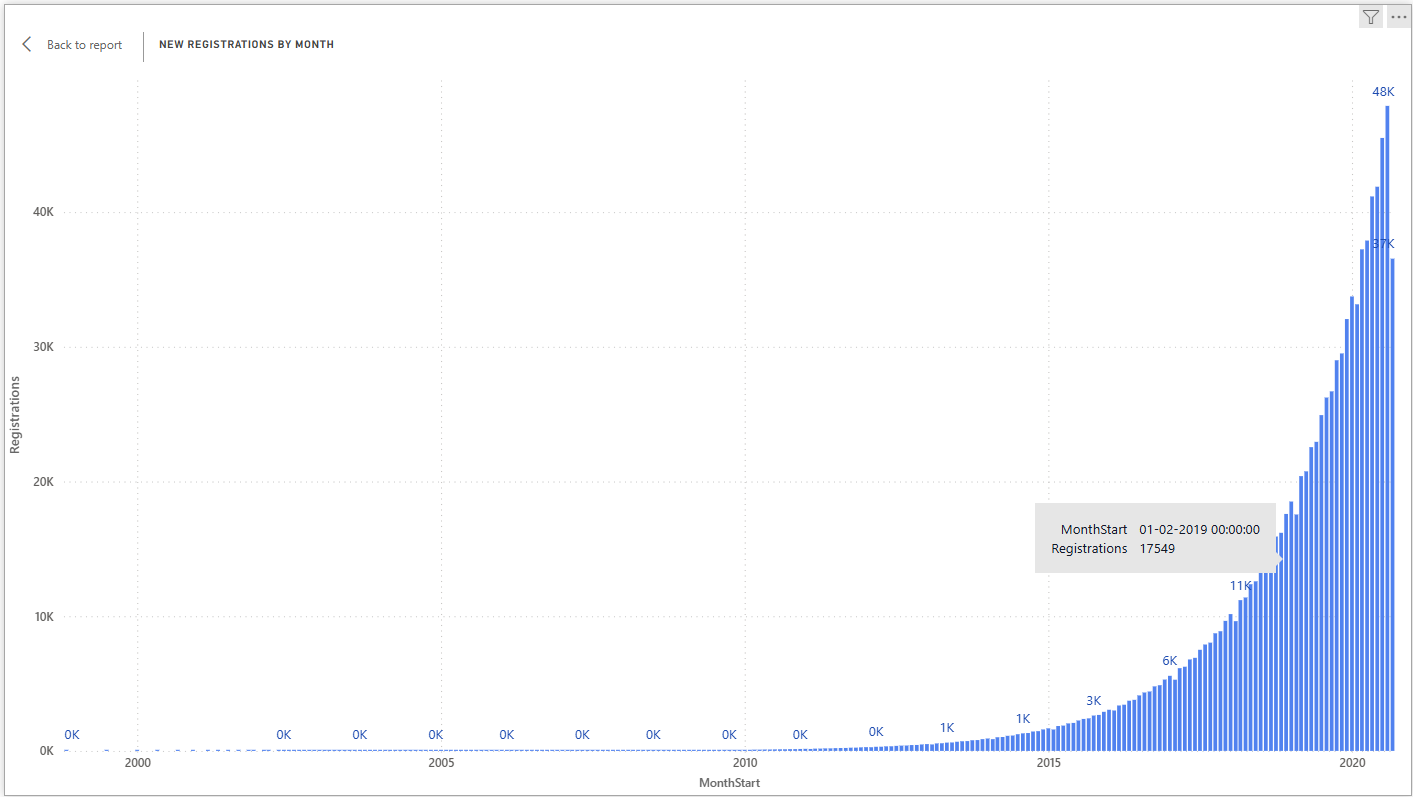 Back to report
NEW REGISTRATIONS BY MONTH
48K
40K
37K
30K
Registrations
20K
MonthStart 01-02-2019 00:00:00
Registrations 17549
11K
10K
6K
3K
1K
1K
0K 0K 0K 0K 0K 0K 0K 0K 0K 0K
0K
2000 2005 2010 2015 2020
MonthStart